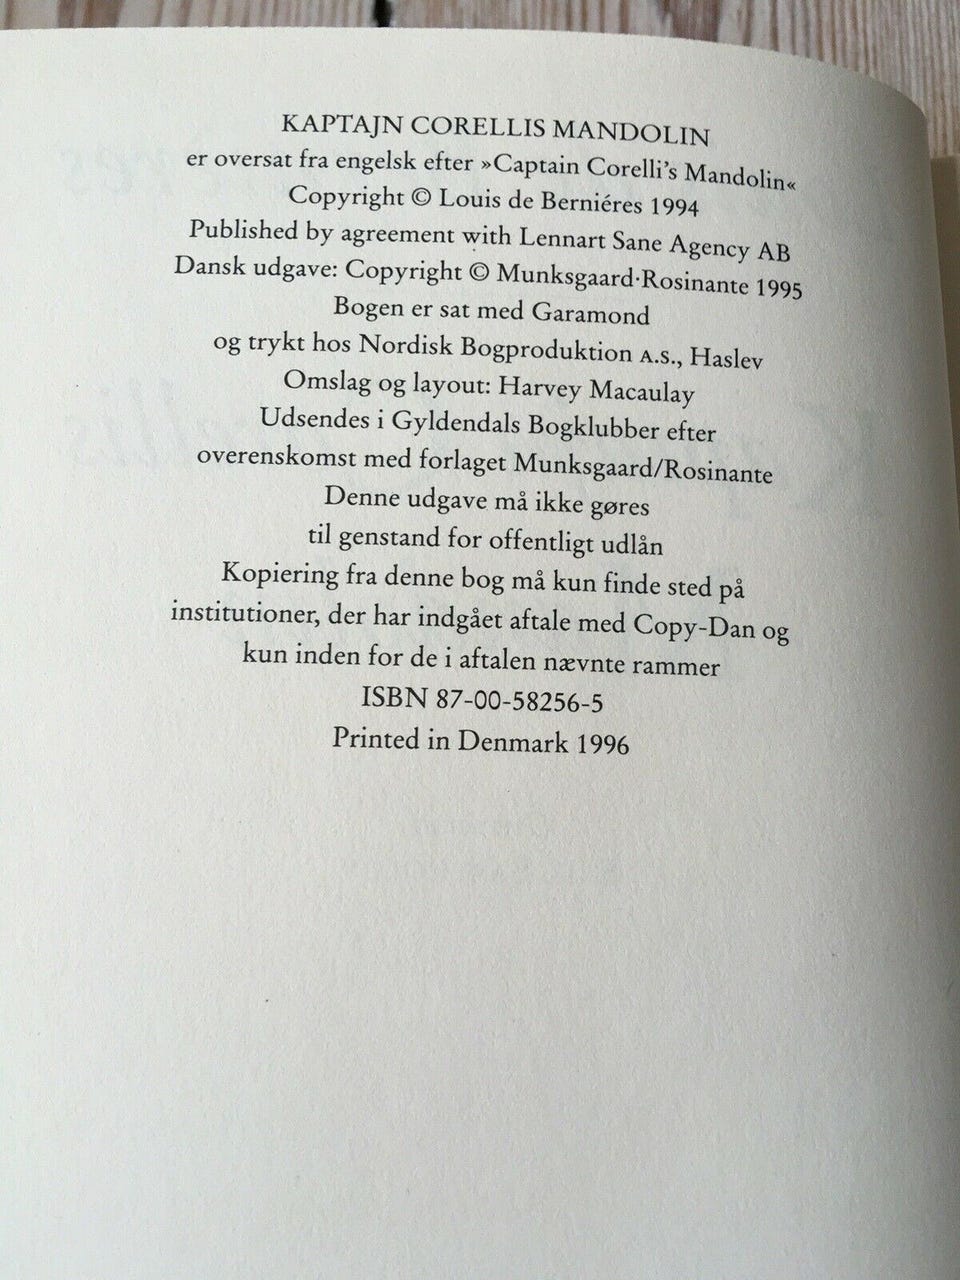 KAPTAJN CORELLIS MANDOLIN
er oversat fra engelsk efter »Captain Corelli's Mandolin«
Copyright © Louis de Berniéres 1994
Published by agreement with Lennart Sane Agency AB
Dansk udgave: Copyright © Munksgaard·Rosinante 1995
Bogen er sat med Garamond
og trykt hos Nordisk Bogproduktion A.S., Haslev
Omslag og layout: Harvey Macaulay
Udsendes i Gyldendals Bogklubber efter
overenskomst med forlaget Munksgaard/Rosinante
Denne udgave må ikke gøres
til genstand for offentligt udlån
Kopiering fra denne bog må kun finde sted på
institutioner, der har indgået aftale med Copy-Dan og
kun inden for de i aftalen nævnte rammer
ISBN 87-00-58256-5
Printed in Denmark 1996